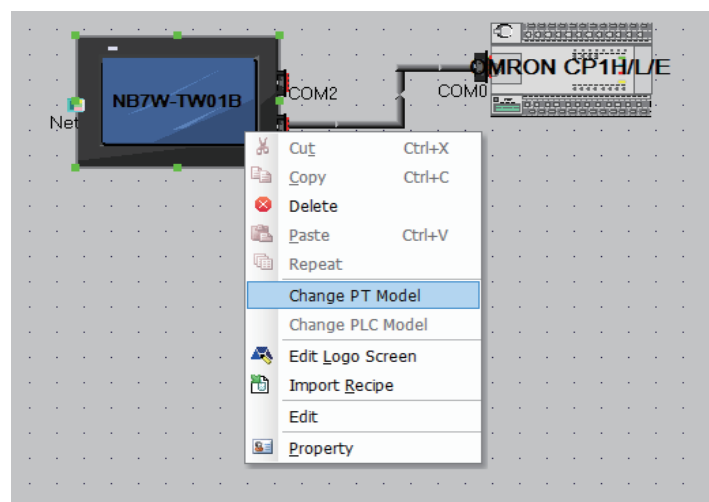 OMRON CP1H/L/E
NB7W-TW01B
COM2
COM0
Net
Cut Ctrl+X
Copy Ctrl+C
Delete
Paste Ctrl+V
Repeat
Change PT Model
Change PLC Model
Edit Logo Screen
Import Recipe
Edit
Property